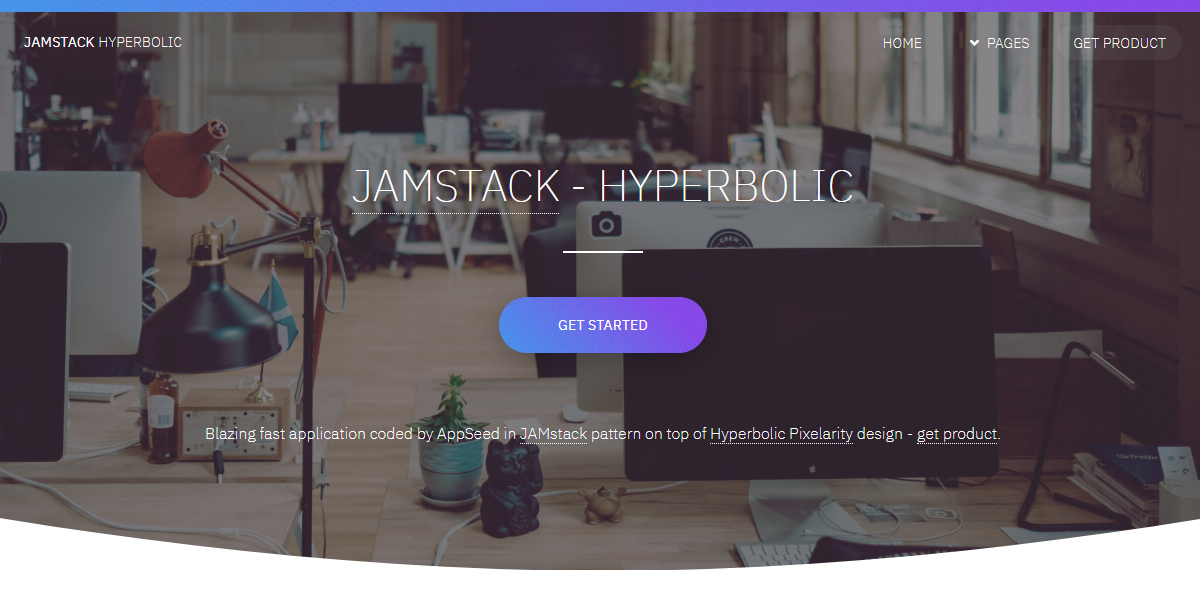 JAMSTACK HYPERBOLIC
HOME
PAGES
GET PRODUCT
JAMSTACK - HYPERBOLIC
CREW
GET STARTED
Blazing fast application coded by AppSeed in JAMstack pattern on top of Hyperbolic Pixelarity design - get product.